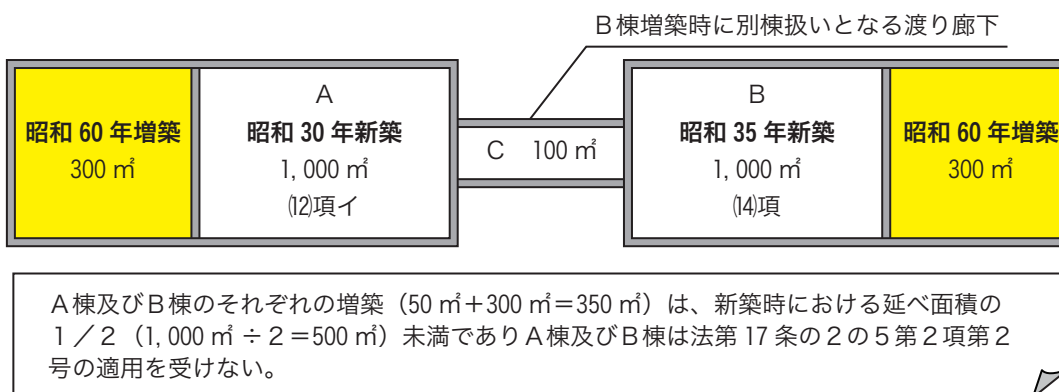 B棟増築時に別棟扱いとなる渡り廊下
昭和 60 年増築
300 ㎡
A
昭和 30 年新築
1,000 ㎡
⑿項イ
C 100 ㎡
B
昭和 35 年新築
1,000 ㎡
⒁項
昭和 60 年増築
300 ㎡
A棟及びB棟のそれぞれの増築（50 ㎡＋300 ㎡＝350 ㎡）は、新築時における延べ面積の
１／２（1,000 ㎡ ÷２＝500 ㎡）未満でありA棟及びB棟は法第 17 条の２の５第２項第２
号の適用を受けない。